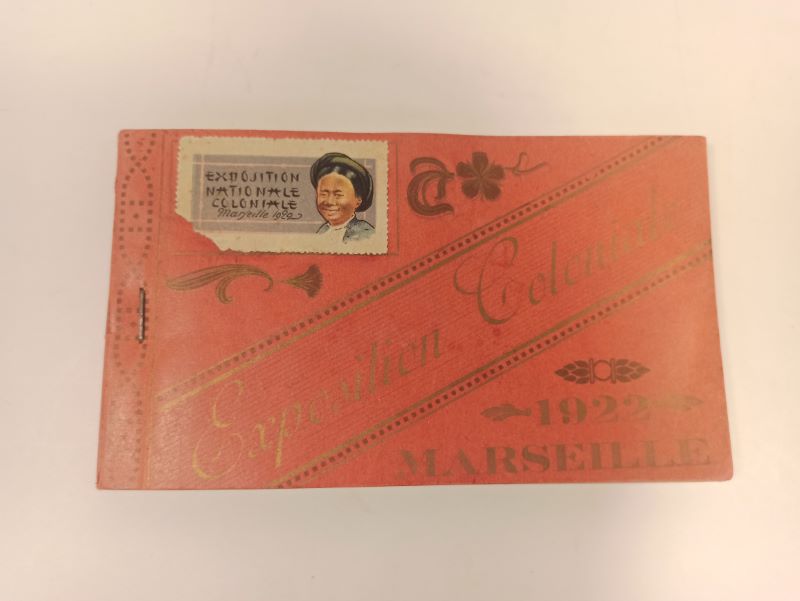 EXPOSITION
NATIONALE
COLONIALE
Marseille 1922
Exposition Coloniale
1922
MARSEILLE